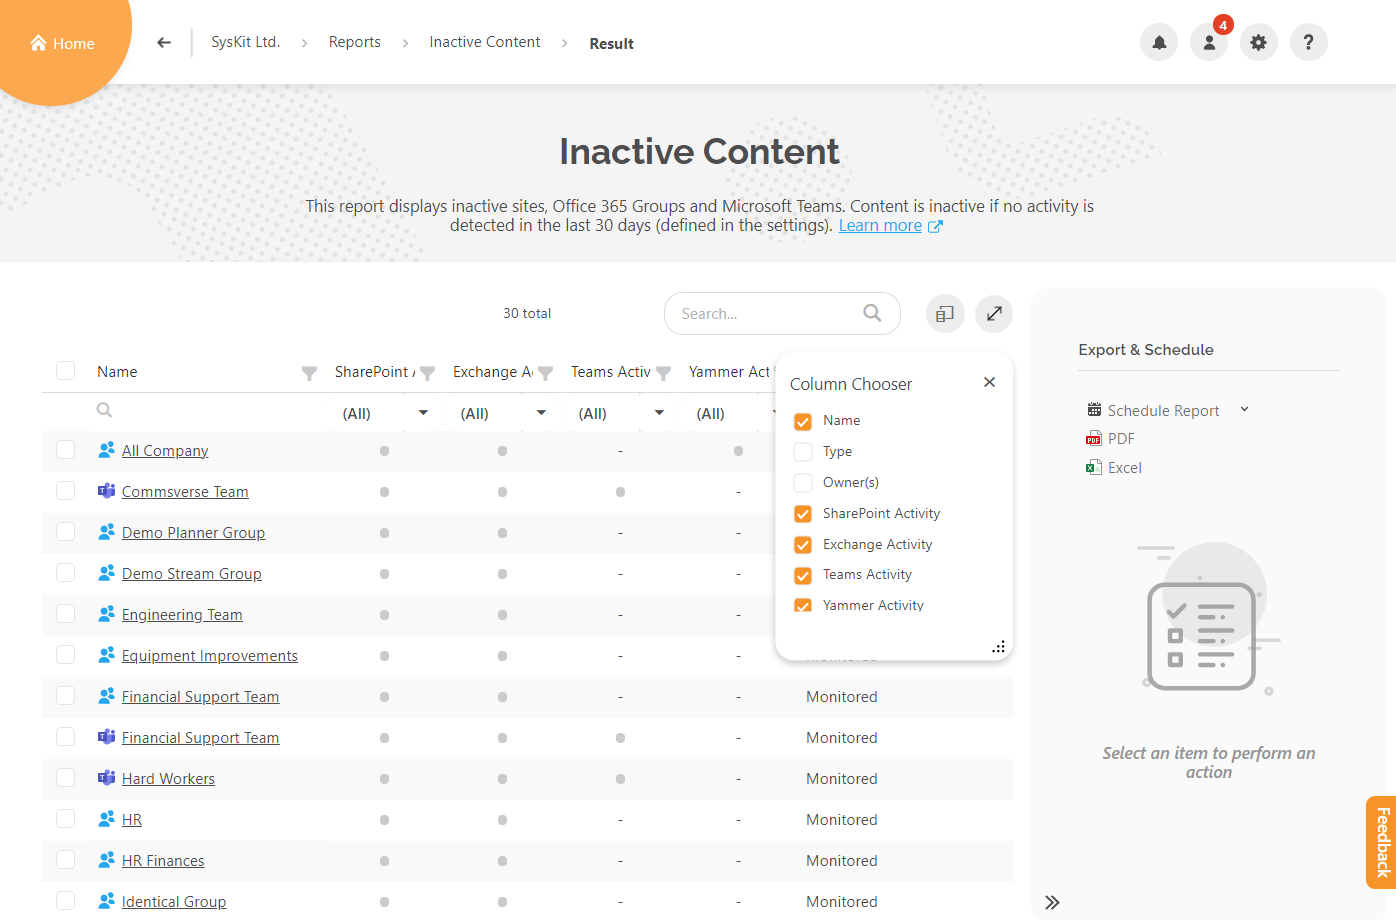 Home
SysKit Ltd.
Reports
Inactive Content
Result
4
?
Inactive Content
This report displays inactive sites, Office 365 Groups and Microsoft Teams. Content is inactive if no activity is
detected in the last 30 days (defined in the settings). Learn more
30 total
Search...
Name
SharePoint
Exchange
Teams Activ
Yammer Act
(All)
(All)
(All)
(All)
All Company - 
Commsverse Team -
Demo Planner Group - -
Demo Stream Group - -
Engineering Team - -
Equipment Improvements - -
Financial Support Team - - Monitored
Financial Support Team - Monitored
Hard Workers - Monitored
HR - - Monitored
HR Finances - - Monitored
Identical Group - - Monitored
Column Chooser
Name
Type
Owner(s)
SharePoint Activity
Exchange Activity
Teams Activity
Yammer Activity
Export & Schedule
Schedule Report
PDF
Excel
Select an item to perform an
action
Feedback